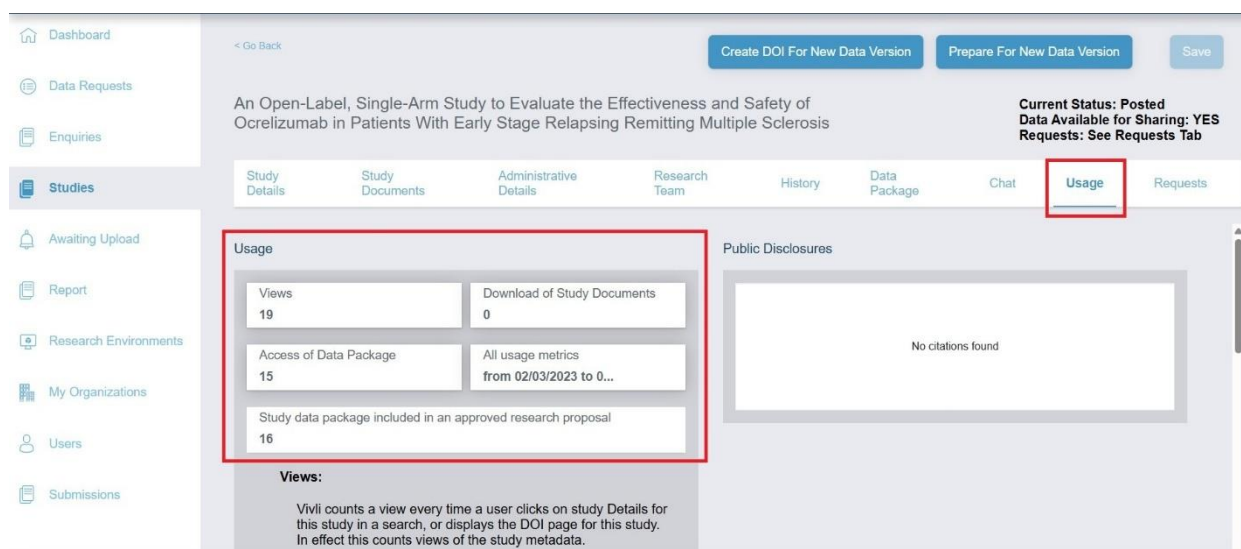 Dashboard
Data Requests
Enquiries
Studies
Awaiting Upload
Report
Research Environments
My Organizations
Users
Submissions
< Go Back
Create DOI For New Data Version
Prepare For New Data Version
Save
An Open-Label, Single-Arm Study to Evaluate the Effectiveness and Safety of
Ocrelizumab in Patients With Early Stage Relapsing Remitting Multiple Sclerosis
Current Status: Posted
Data Available for Sharing: YES
Requests: See Requests Tab
Study
Details
Study
Documents
Administrative
Details
Research
Team
History
Data
Package
Chat
Usage
Requests
Usage
Views
19
Download of Study Documents
0
Access of Data Package
15
All usage metrics
from 02/03/2023 to 0...
Study data package included in an approved research proposal
16
Views:
Vivli counts a view every time a user clicks on study Details for
this study in a search, or displays the DOI page for this study.
In effect this counts views of the study metadata.
Public Disclosures
No citations found